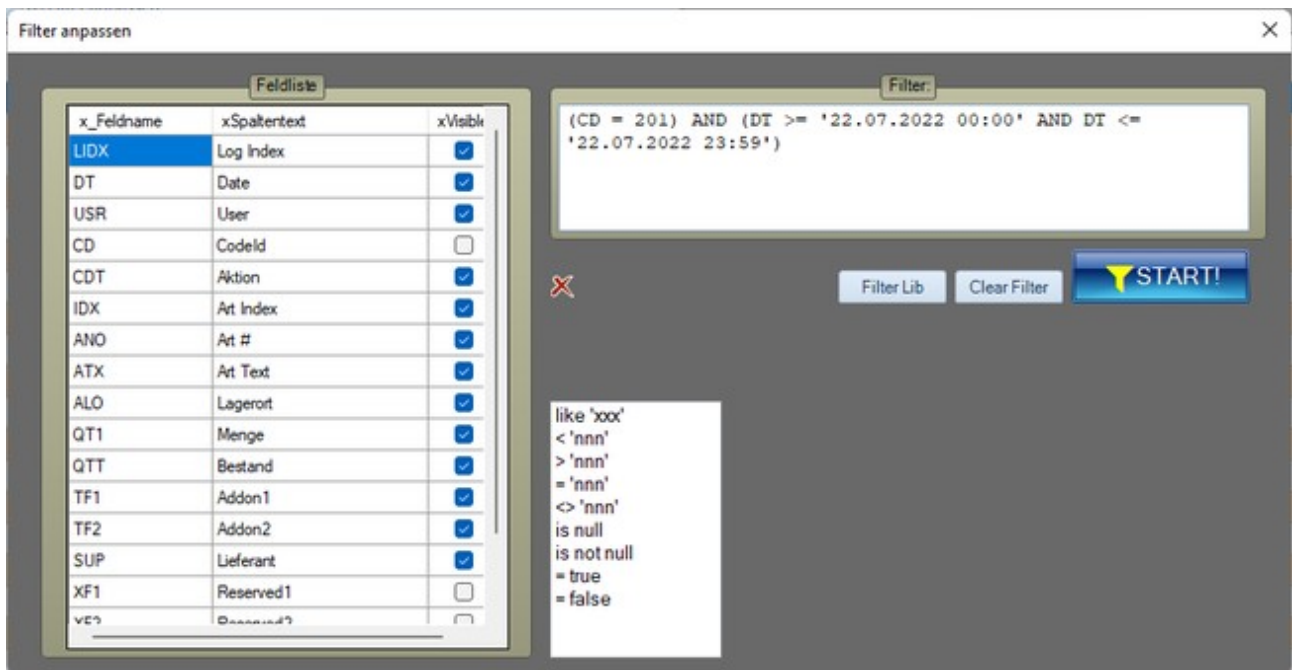 Filter anpassen
Feldliste
x_Feldname xSpaltentext xVisible
LIDX Log Index
DT Date
USR User
CD CodeId
CDT Aktion
IDX Art Index
ANO Art #
ATX Art Text
ALO Lagerort
QT1 Menge
QTT Bestand
TF1 Addon1
TF2 Addon2
SUP Lieferant
XF1 Reserved1
XF2 Reserved2
Filter:
(CD = 201) AND (DT >= '22.07.2022 00:00' AND DT <=
'22.07.2022 23:59')
Filter Lib Clear Filter START!
like 'xxx'
< 'nnn'
> 'nnn'
= 'nnn'
<> 'nnn'
is null
is not null
= true
= false